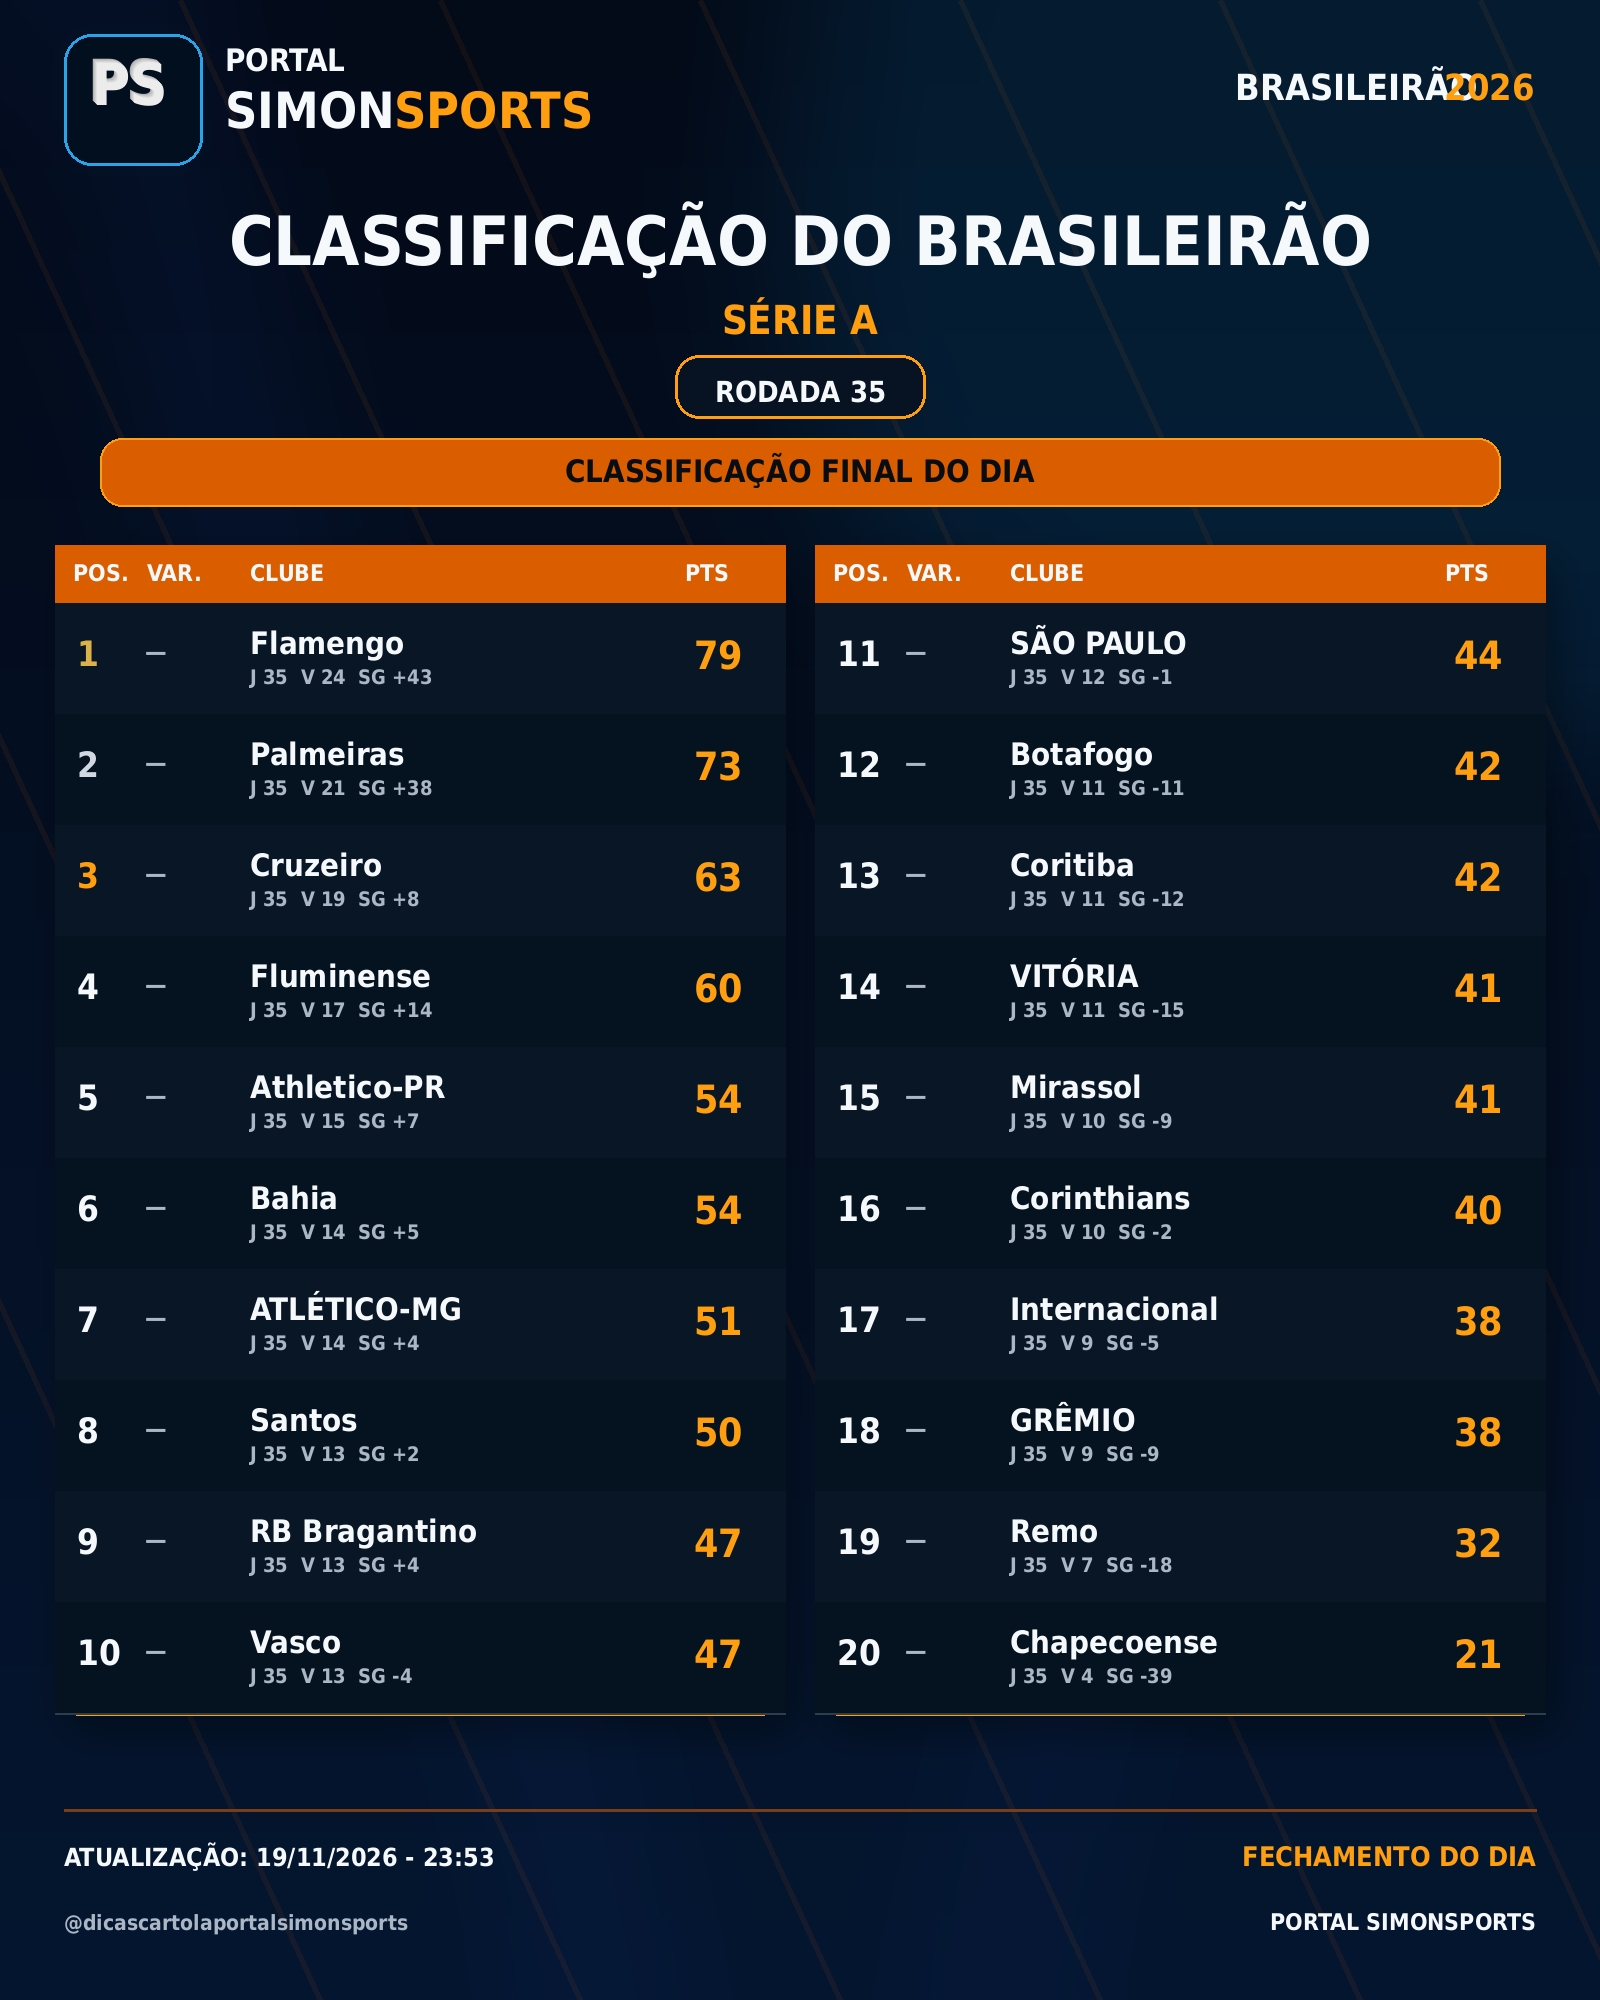 PS
PORTAL
SIMONSPORTS
BRASILEIRÃO 2026
CLASSIFICAÇÃO DO BRASILEIRÃO
SÉRIE A
RODADA 35
CLASSIFICAÇÃO FINAL DO DIA
POS. VAR. CLUBE PTS
1 — Flamengo 79
J 35 V 24 SG +43
2 — Palmeiras 73
J 35 V 21 SG +38
3 — Cruzeiro 63
J 35 V 19 SG +8
4 — Fluminense 60
J 35 V 17 SG +14
5 — Athletico-PR 54
J 35 V 15 SG +7
6 — Bahia 54
J 35 V 14 SG +5
7 — ATLÉTICO-MG 51
J 35 V 14 SG +4
8 — Santos 50
J 35 V 13 SG +2
9 — RB Bragantino 47
J 35 V 13 SG +4
10 — Vasco 47
J 35 V 13 SG -4
POS. VAR. CLUBE PTS
11 — SÃO PAULO 44
J 35 V 12 SG -1
12 — Botafogo 42
J 35 V 11 SG -11
13 — Coritiba 42
J 35 V 11 SG -12
14 — VITÓRIA 41
J 35 V 11 SG -15
15 — Mirassol 41
J 35 V 10 SG -9
16 — Corinthians 40
J 35 V 10 SG -2
17 — Internacional 38
J 35 V 9 SG -5
18 — GRÊMIO 38
J 35 V 9 SG -9
19 — Remo 32
J 35 V 7 SG -18
20 — Chapecoense 21
J 35 V 4 SG -39
ATUALIZAÇÃO: 19/11/2026 - 23:53
FECHAMENTO DO DIA
@dicascartolaportalsimonsports
PORTAL SIMONSPORTS